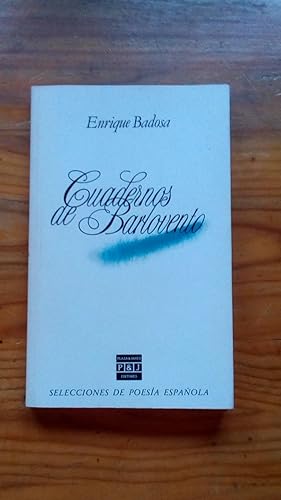 Enrique Badosa
Cuadernos
de Barlovento
PLAZA & JANES
P & J
EDITORES
SELECCIONES DE POESÍA ESPAÑOLA